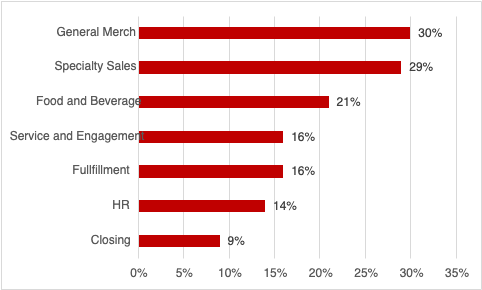 General Merch 30%
Specialty Sales 29%
Food and Beverage 21%
Service and Engagement 16%
Fullfillment 16%
HR 14%
Closing 9%
0% 5% 10% 15% 20% 25% 30% 35%